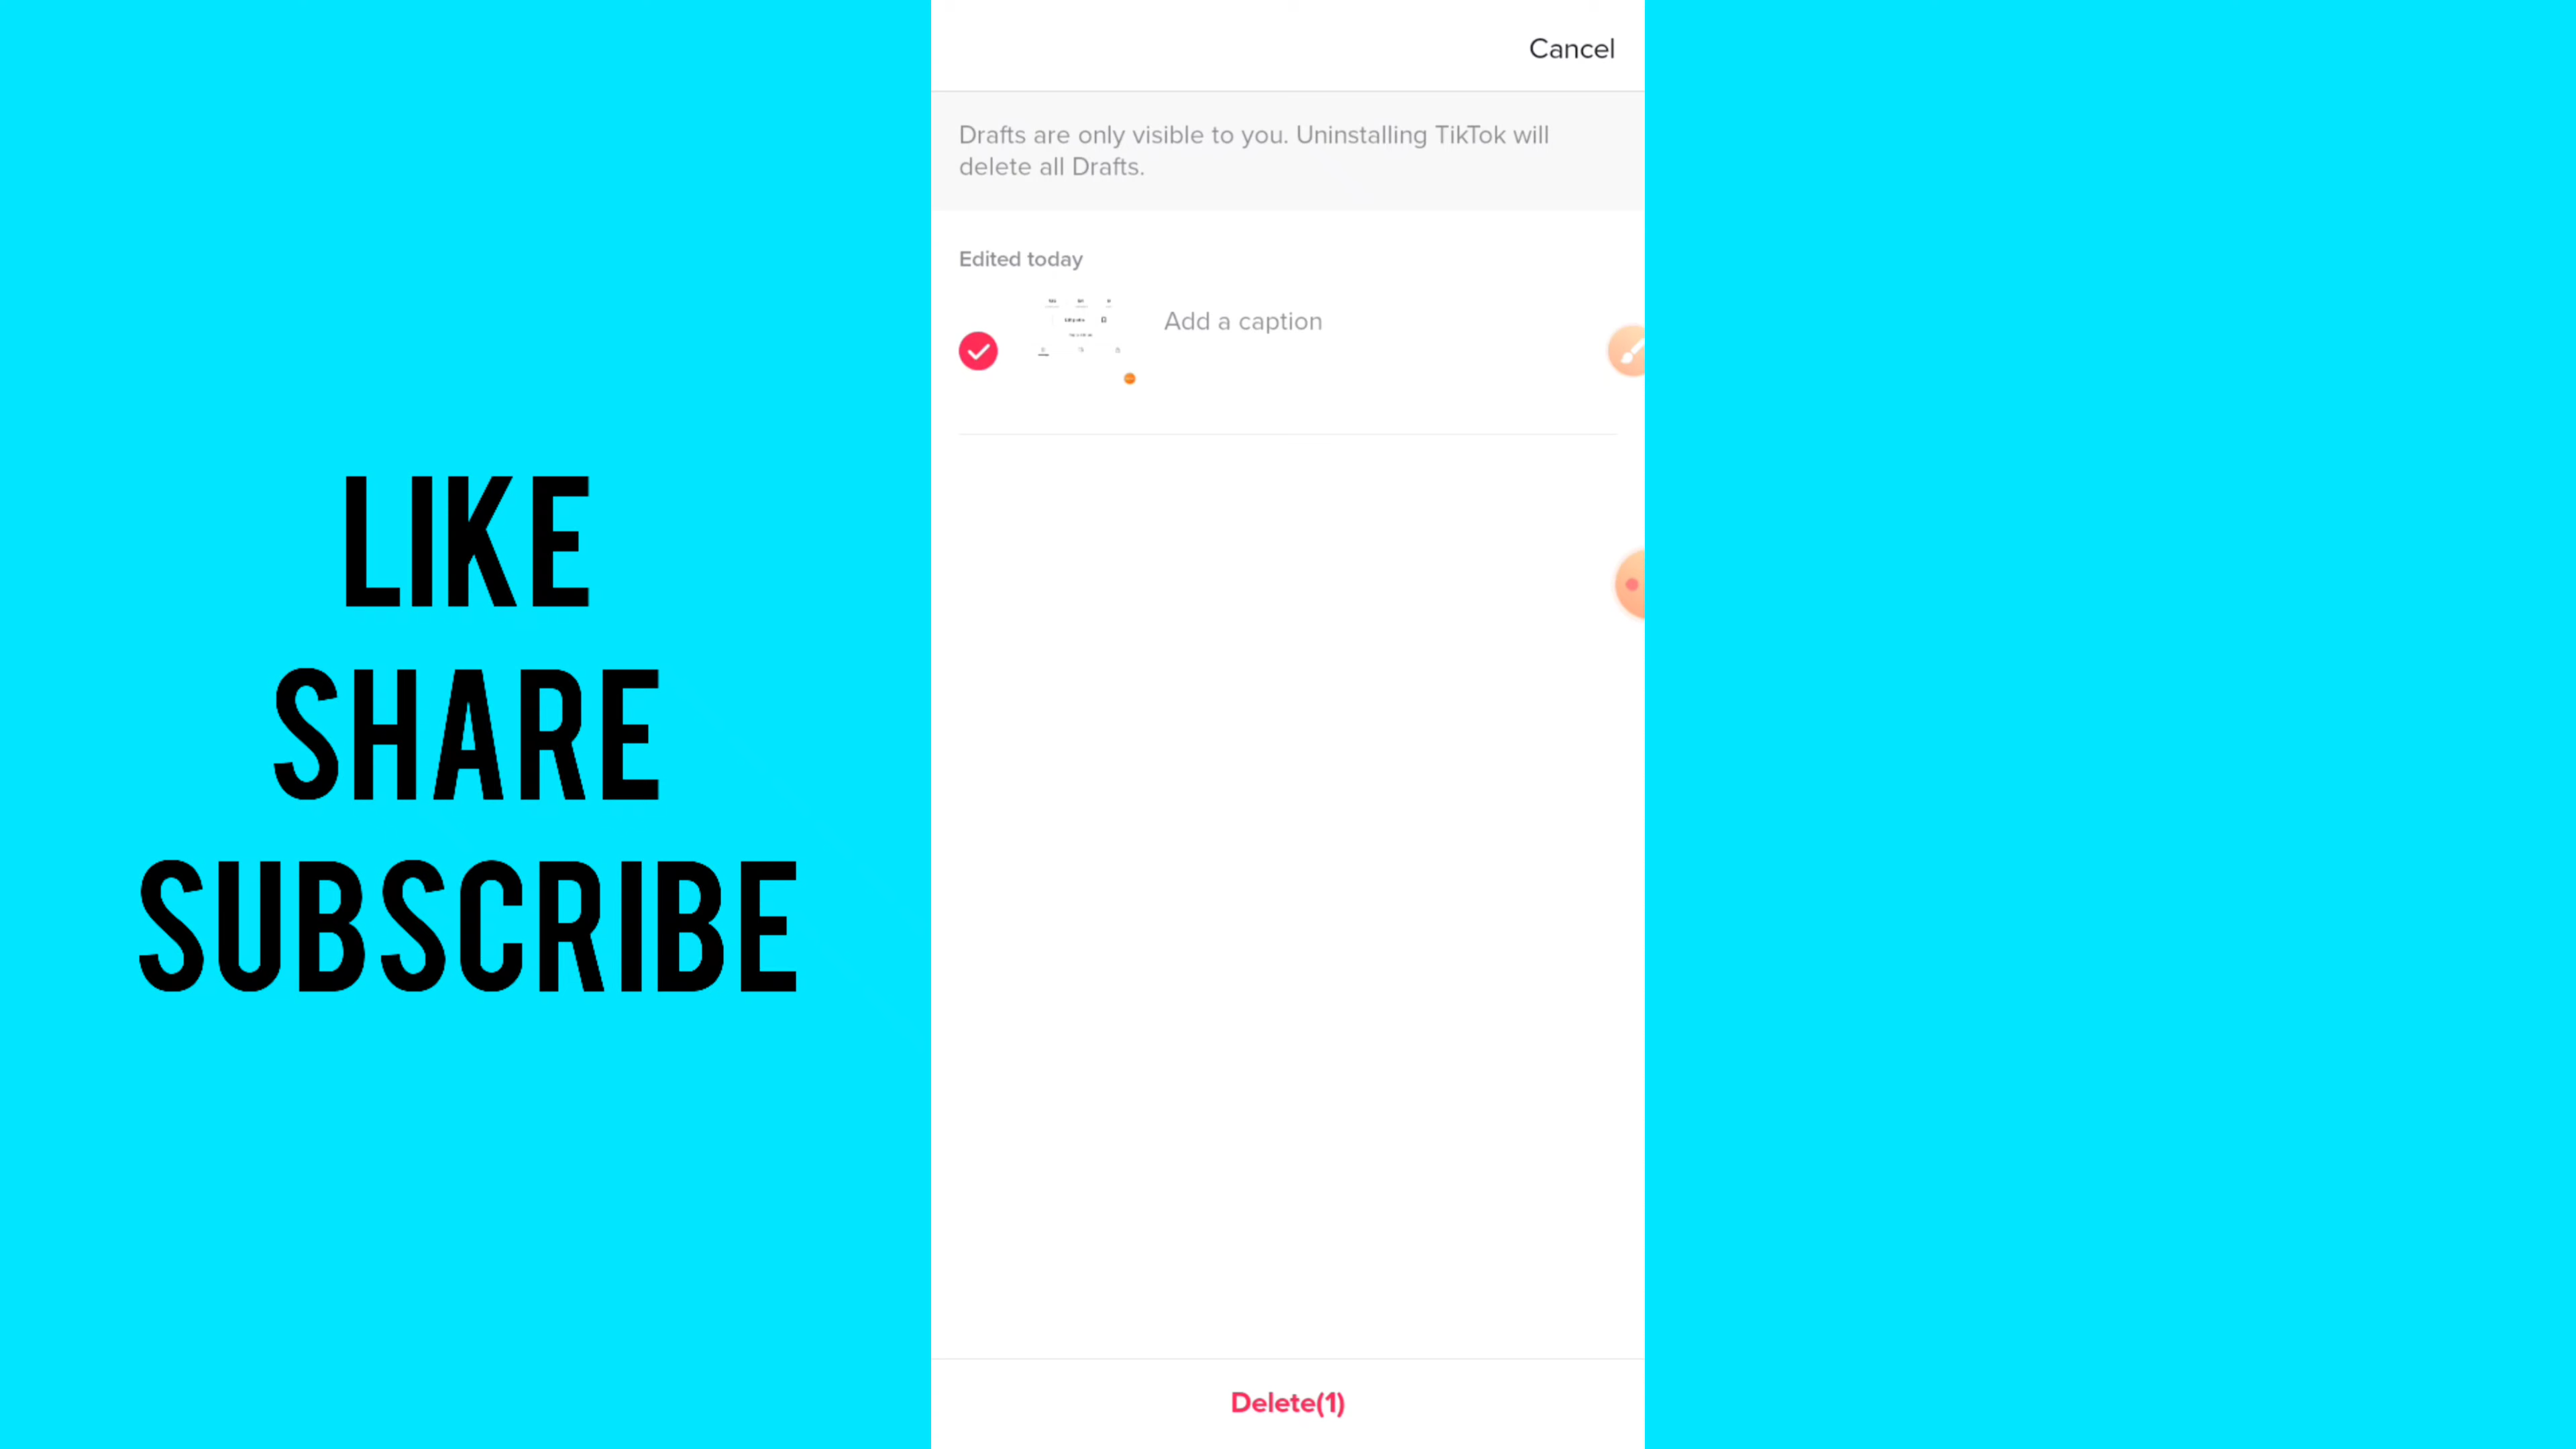 LIKE
SHARE
SUBSCRIBE
Cancel
Drafts are only visible to you. Uninstalling TikTok will
delete all Drafts.
Edited today
Add a caption
Delete(1)